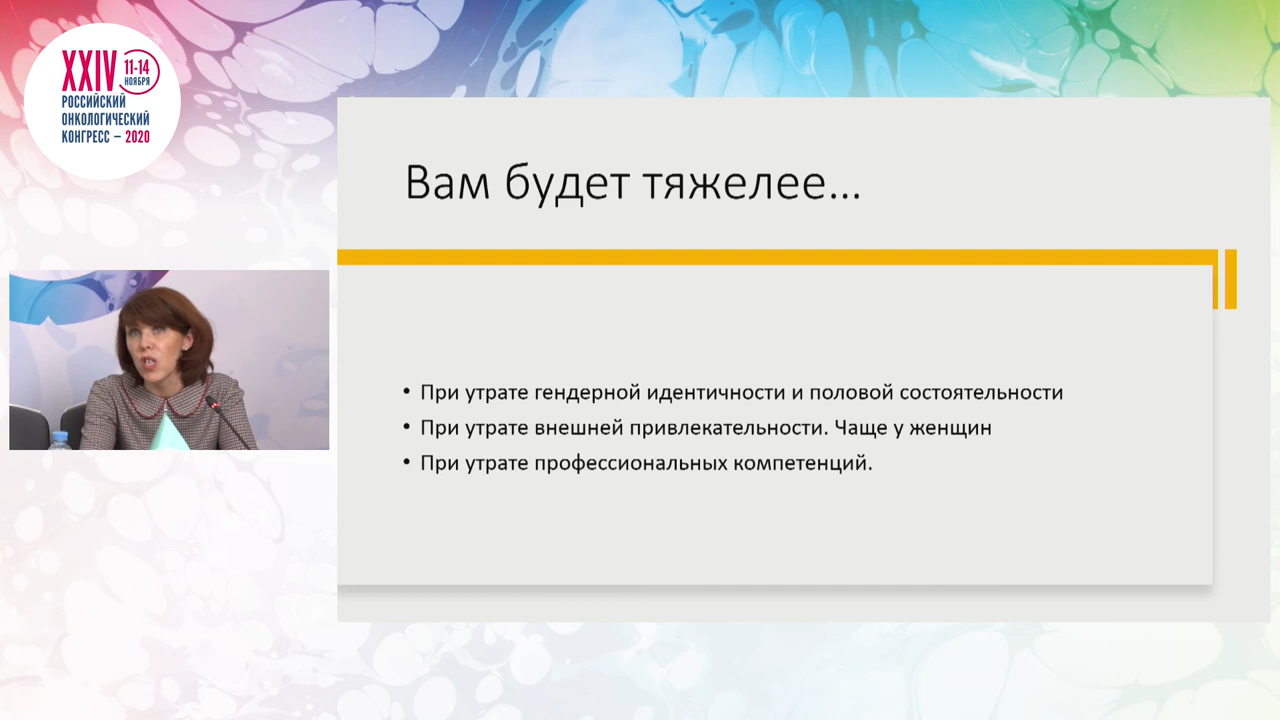 XXIV 11-14
НОЯБРЯ
РОССИЙСКИЙ
ОНКОЛОГИЧЕСКИЙ
КОНГРЕСС – 2020
Вам будет тяжелее...
• При утрате гендерной идентичности и половой состоятельности
• При утрате внешней привлекательности. Чаще у женщин
• При утрате профессиональных компетенций.